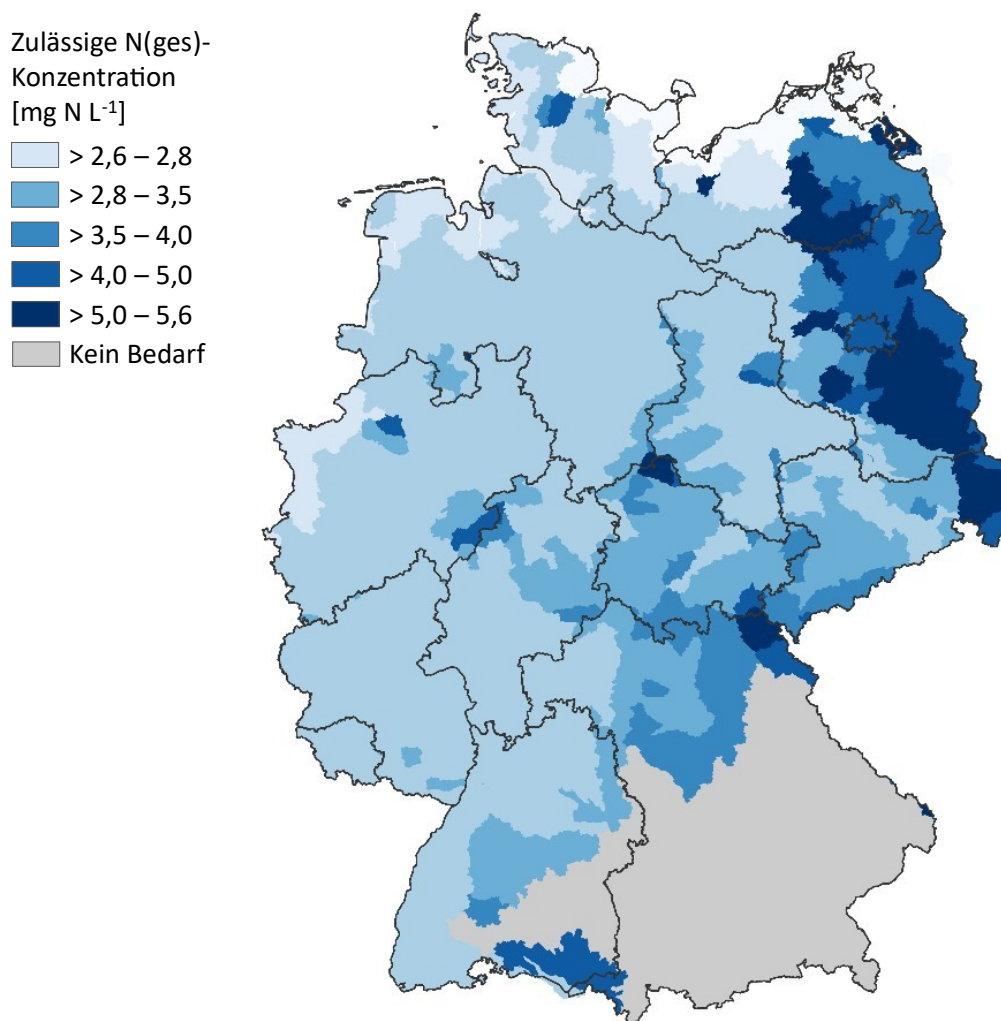 Zulässige N(ges)-
Konzentration
[mg N L⁻¹]
> 2,6 – 2,8
> 2,8 – 3,5
> 3,5 – 4,0
> 4,0 – 5,0
> 5,0 – 5,6
Kein Bedarf